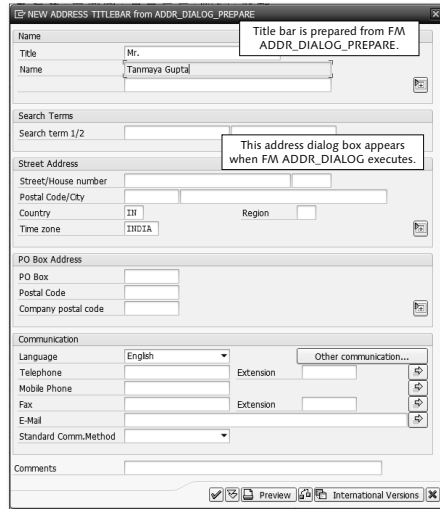 NEW ADDRESS TITLEBAR from ADDR_DIALOG_PREPARE
Title bar is prepared from FM
ADDR_DIALOG_PREPARE.
Name
Title Mr.
Name Tanmaya Gupta
Search Terms
Search term 1/2
This address dialog box appears
when FM ADDR_DIALOG executes.
Street Address
Street/House number
Postal Code/City
Country IN Region
Time zone INDIA
PO Box Address
PO Box
Postal Code
Company postal code
Communication
Language English Other communication...
Telephone Extension
Mobile Phone
Fax Extension
E-Mail
Standard Comm.Method
Comments
Preview International Versions